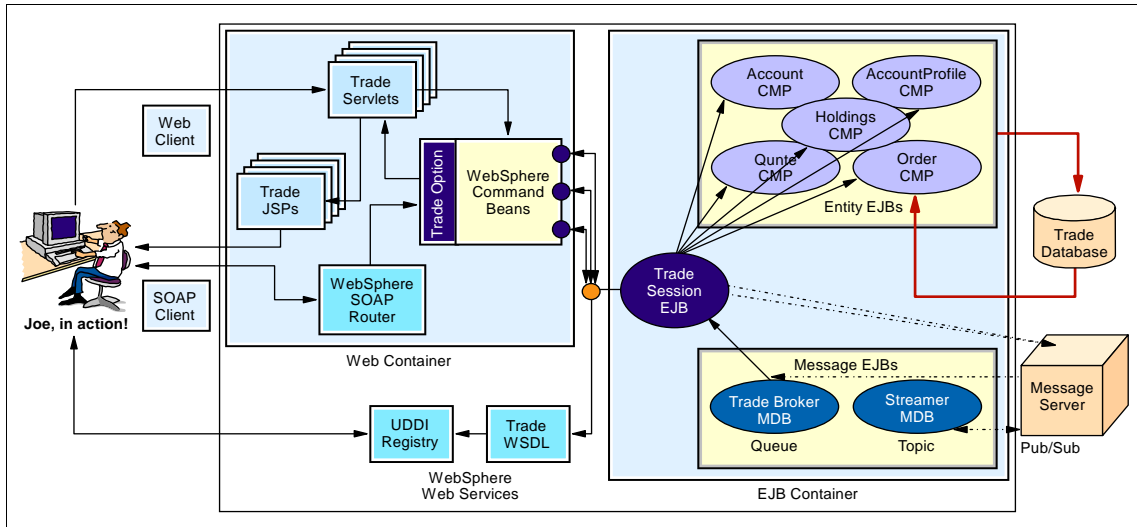 Web
Client
SOAP
Client
Joe, in action!
Trade
Servlets
Trade
JSPs
Trade Option
WebSphere
Command
Beans
WebSphere
SOAP
Router
Web Container
UDDI
Registry
Trade
WSDL
WebSphere
Web Services
Account
CMP
AccountProfile
CMP
Holdings
CMP
Qunte
CMP
Order
CMP
Entity EJBs
Trade
Session
EJB
Message EJBs
Trade Broker
MDB
Streamer
MDB
Queue
Topic
EJB Container
Trade
Database
Message
Server
Pub/Sub